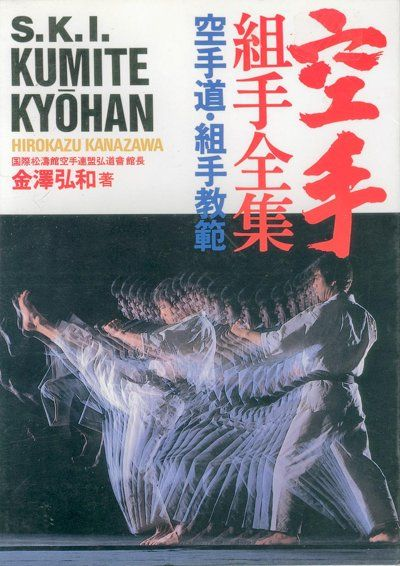 S.K.I.
KUMITE
KYŌHAN
HIROKAZU KANAZAWA
国際松濤館空手連盟弘道會 館長
金澤弘和 著
空手
組手全集
空手道・組手教範